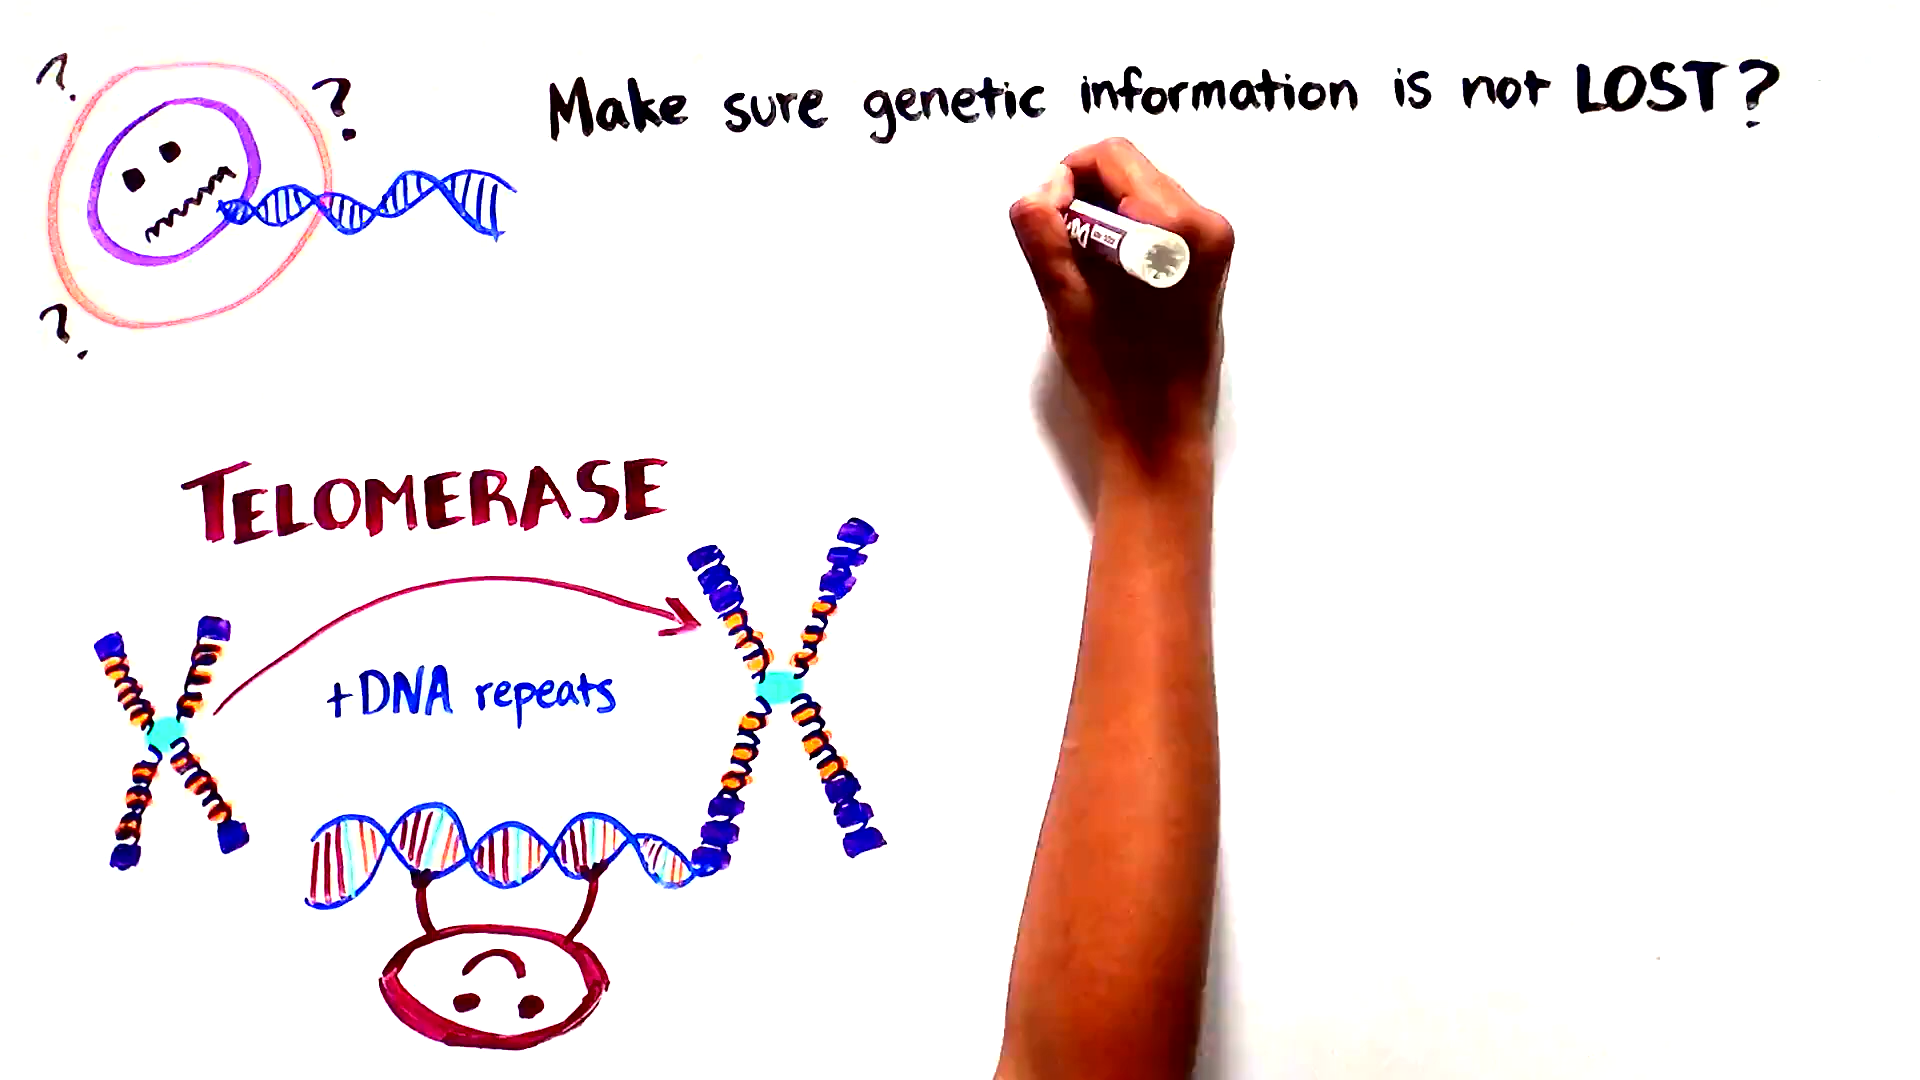 ? ? Make sure genetic information is not LOST?
?
TELOMERASE
+DNA repeats